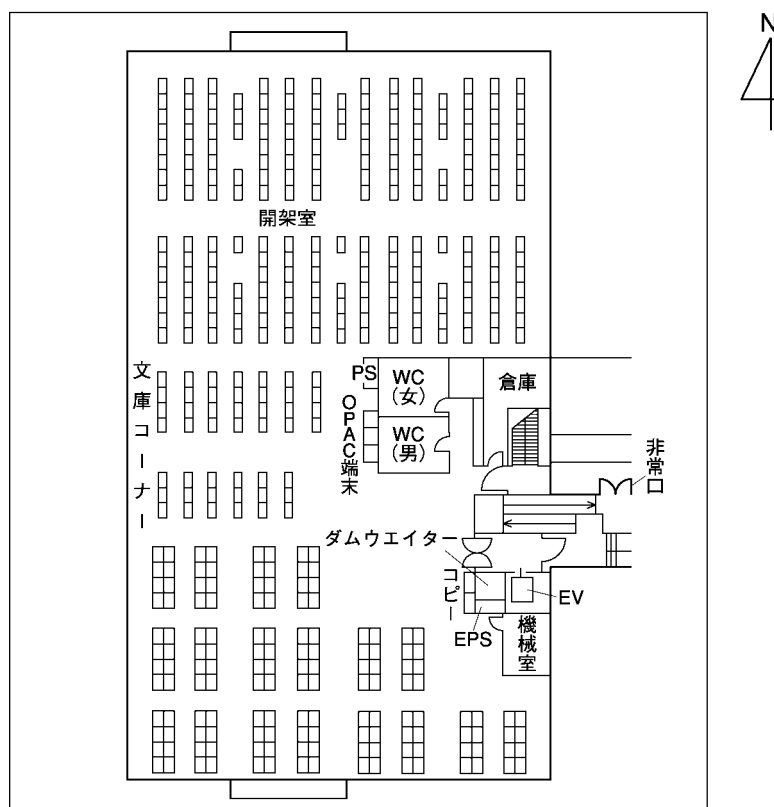 N
開架室
文庫コーナー
PS
WC
(女)
倉庫
OPAC端末
WC
(男)
非常口
ダムウエイター
コピー
EV
EPS
機械室